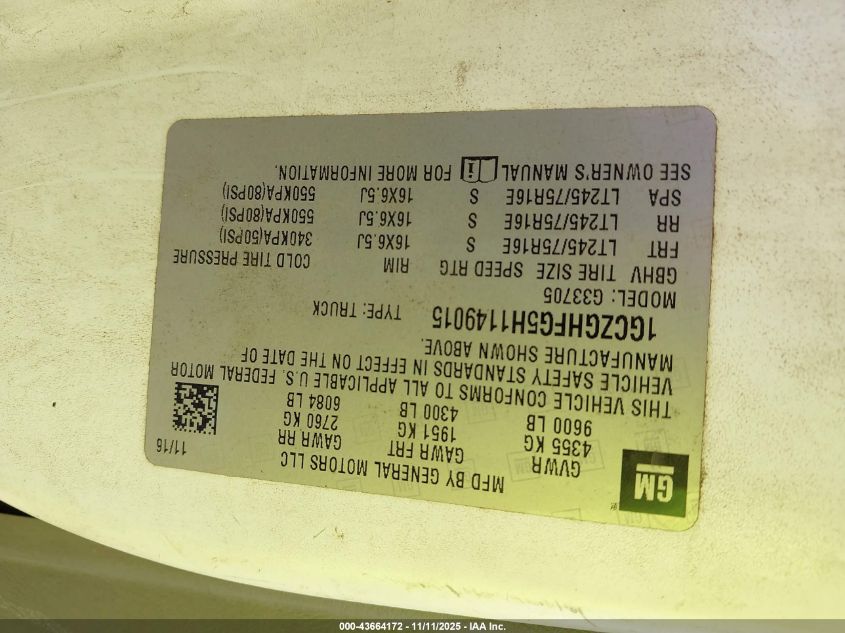 GM
MFD BY GENERAL MOTORS LLC
11/16
GVWR GAWR FRT GAWR RR
4355 KG 1951 KG 2760 KG
9600 LB 4300 LB 6084 LB
THIS VEHICLE CONFORMS TO ALL APPLICABLE U.S. FEDERAL MOTOR
VEHICLE SAFETY STANDARDS IN EFFECT ON THE DATE OF
MANUFACTURE SHOWN ABOVE.
1GCZGHFG5H1149015 TYPE: TRUCK
MODEL: G33705
GBHV TIRE SIZE SPEED RTG RIM COLD TIRE PRESSURE
FRT LT245/75R16E S 16X6.5J 340KPA(50PSI)
RR LT245/75R16E S 16X6.5J 550KPA(80PSI)
SPA LT245/75R16E S 16X6.5J 550KPA(80PSI)
SEE OWNER'S MANUAL i FOR MORE INFORMATION.
000-43664172 - 11/11/2025 - IAA Inc.